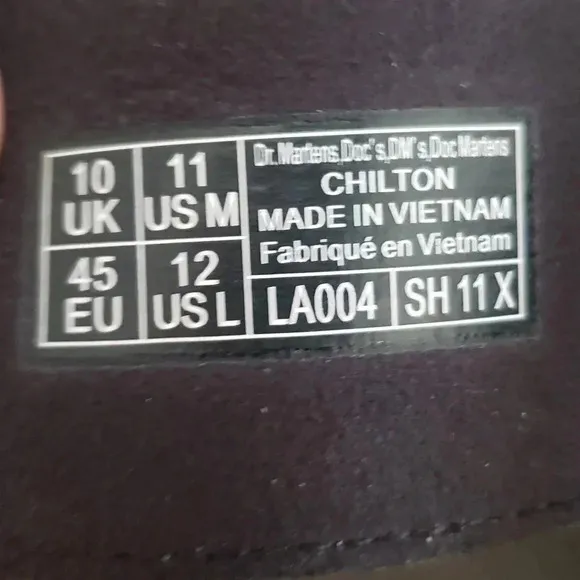 10
UK
11
US M
45
EU
12
US L
Dr. Martens,Doc's,DM's,Doc Martens
CHILTON
MADE IN VIETNAM
Fabriqué en Vietnam
LA004
SH 11 X